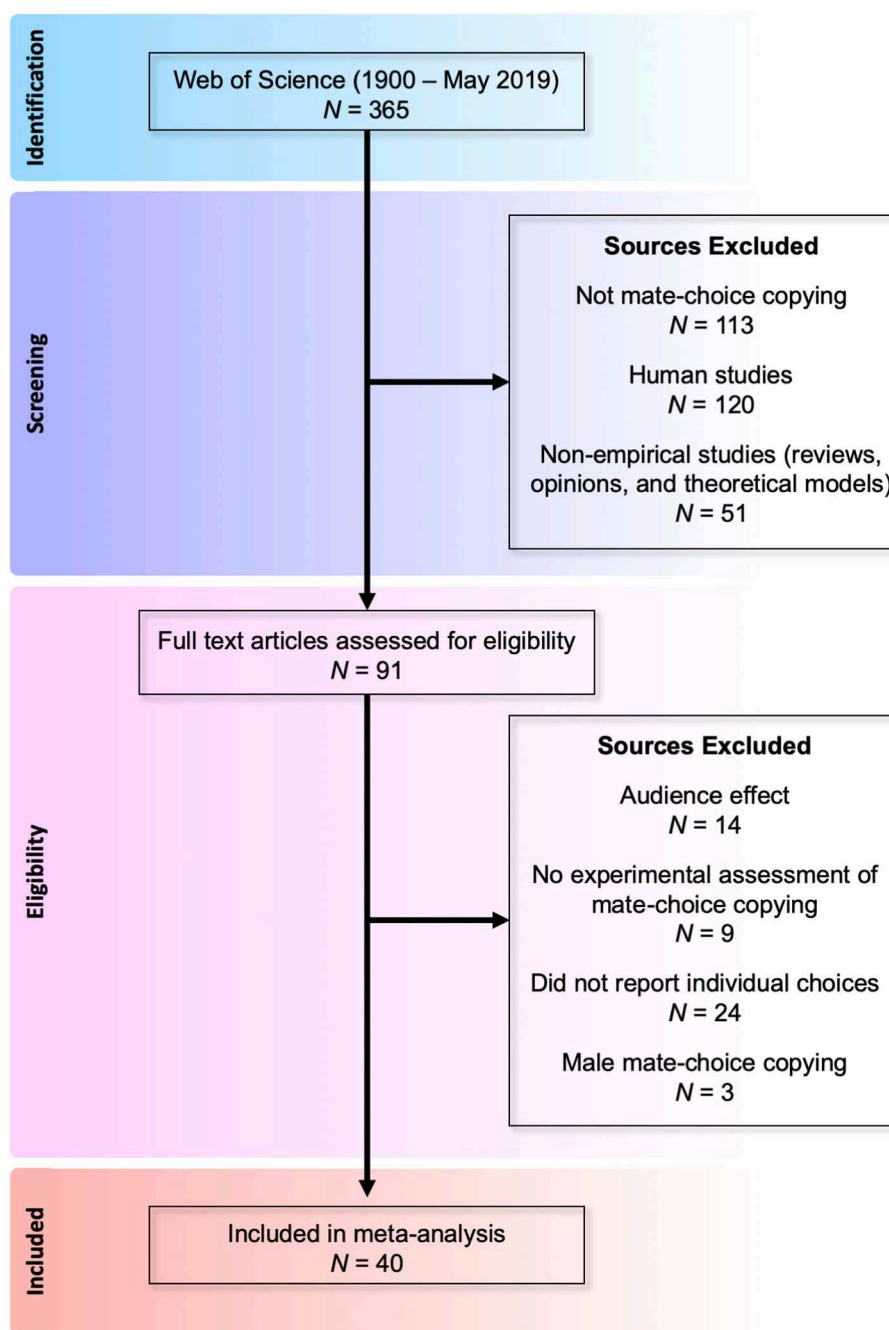 Identification
Web of Science (1900 – May 2019)
N = 365
Screening
Sources Excluded
Not mate-choice copying
N = 113
Human studies
N = 120
Non-empirical studies (reviews,
opinions, and theoretical models)
N = 51
Eligibility
Full text articles assessed for eligibility
N = 91
Sources Excluded
Audience effect
N = 14
No experimental assessment of
mate-choice copying
N = 9
Did not report individual choices
N = 24
Male mate-choice copying
N = 3
Included
Included in meta-analysis
N = 40